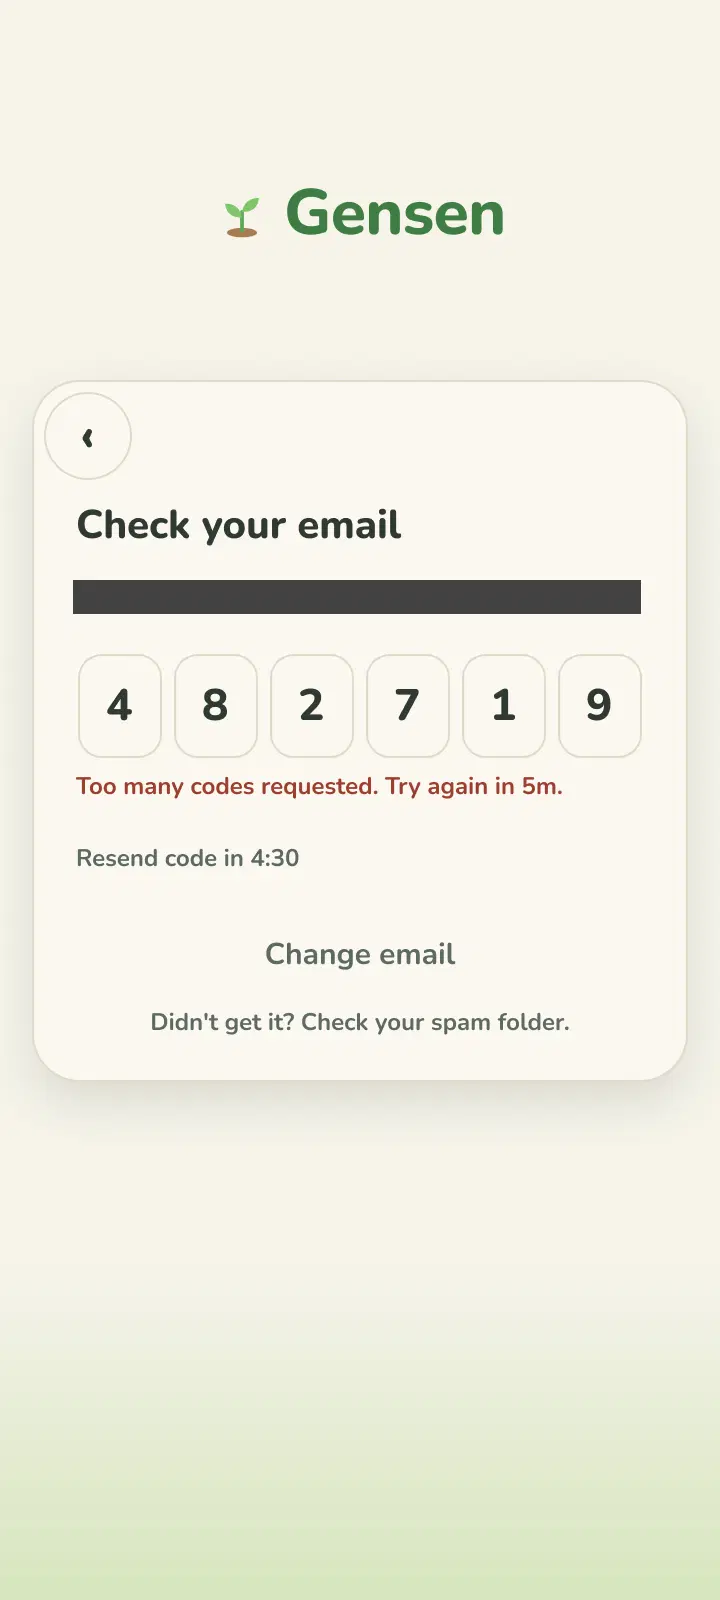 Gensen
‹
Check your email
4 8 2 7 1 9
Too many codes requested. Try again in 5m.
Resend code in 4:30
Change email
Didn't get it? Check your spam folder.